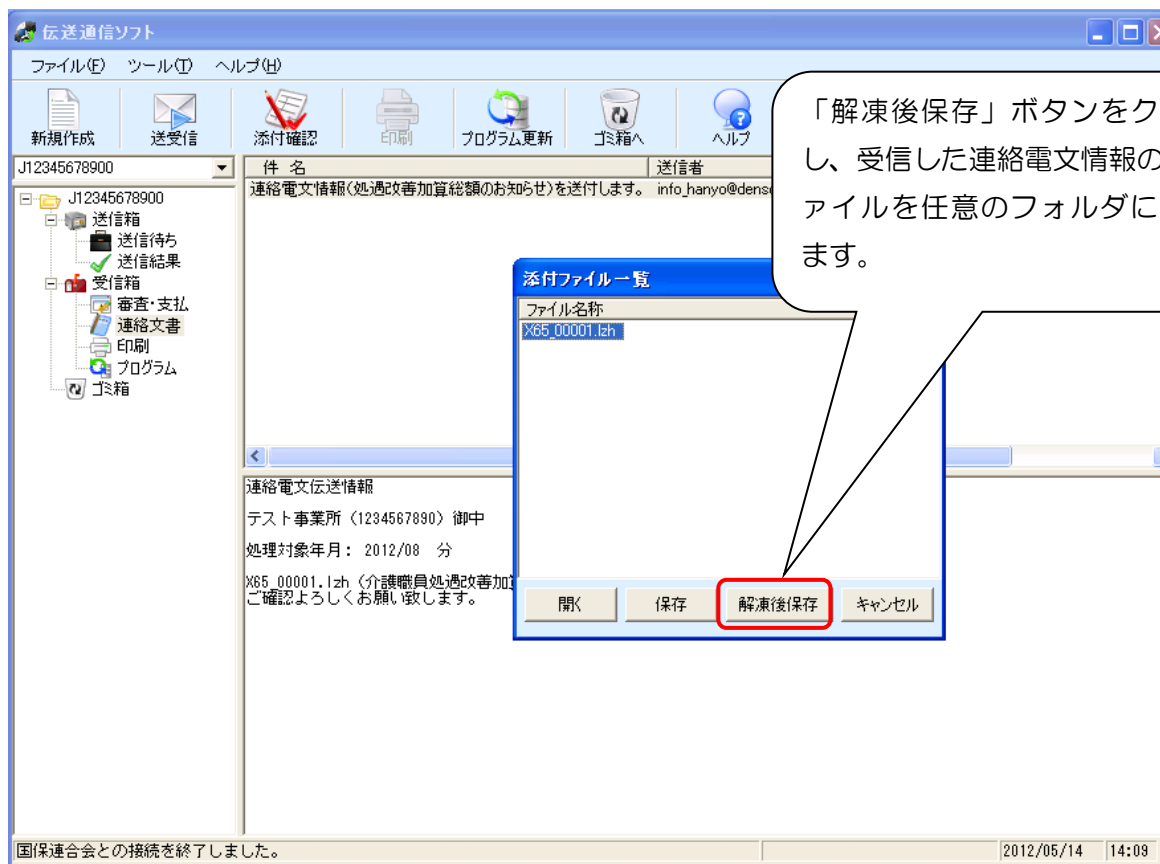 伝送通信ソフト
ファイル(F) ツール(T) ヘルプ(H)
新規作成 送受信 添付確認 印刷 プログラム更新 ゴミ箱へ ヘルプ
「解凍後保存」ボタンをク
し、受信した連絡電文情報の
ァイルを任意のフォルダに
ます。
J12345678900
件 名 送信者
連絡電文情報(処遇改善加算総額のお知らせ)を送付します。 info_hanyo@dens
J12345678900
送信箱
送信待ち
送信結果
受信箱
審査・支払
連絡文書
印刷
プログラム
ゴミ箱
添付ファイル一覧
ファイル名称
X65_00001.lzh
開く 保存 解凍後保存 キャンセル
連絡電文伝送情報
テスト事業所（1234567890）御中
処理対象年月： 2012/08 分
X65_00001.lzh（介護職員処遇改善加
ご確認よろしくお願い致します。
国保連合会との接続を終了しました。 2012/05/14 14:09